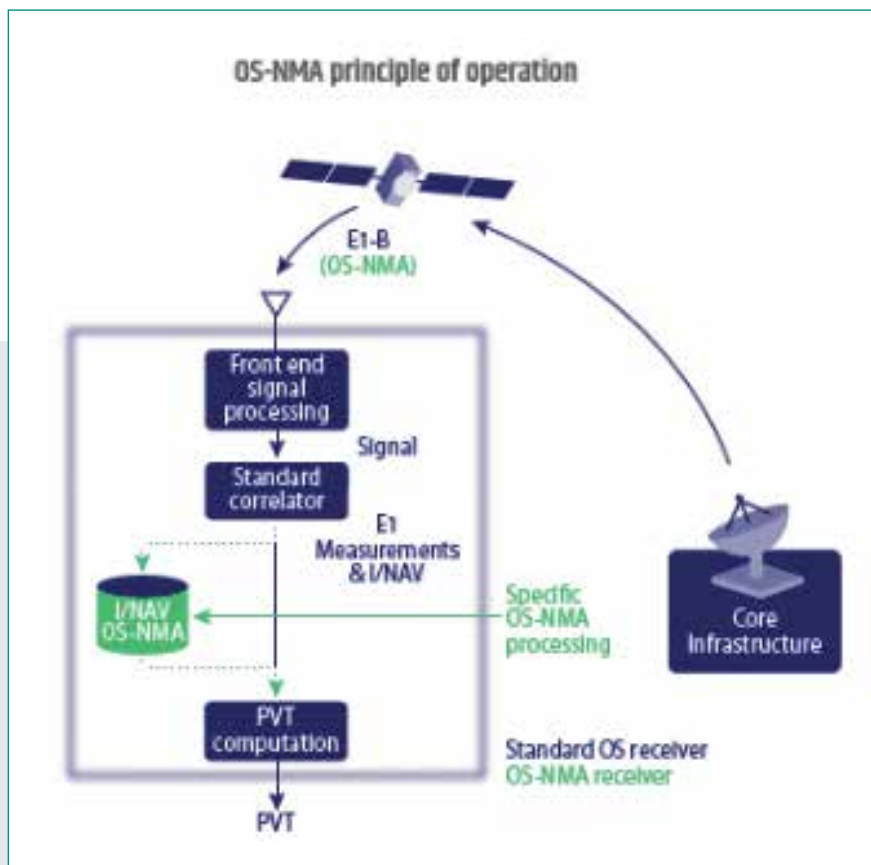 OS-NMA principle of operation
E1-B
(OS-NMA)
Front end
signal
processing
Signal
Standard
correlator
E1
Measurements
& I/NAV
I/NAV
OS-NMA
Specific
OS-NMA
processing
Core
Infrastructure
PVT
computation
Standard OS receiver
OS-NMA receiver
PVT